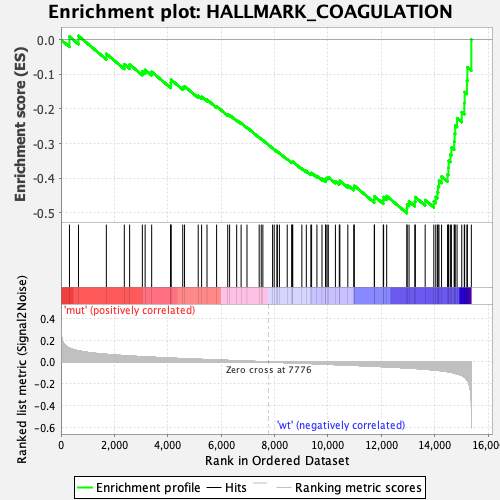 Enrichment plot: HALLMARK_COAGULATION
Enrichment score (ES)
0.0
-0.1
-0.2
-0.3
-0.4
-0.5
'mut' (positively correlated)
Ranked list metric (Signal2Noise)
0.4
0.2
0.0
-0.2
-0.4
-0.6
Zero cross at 7776
'wt' (negatively correlated)
0
2,000
4,000
6,000
8,000
10,000
12,000
14,000
16,000
Rank in Ordered Dataset
Enrichment profile
Hits
Ranking metric scores